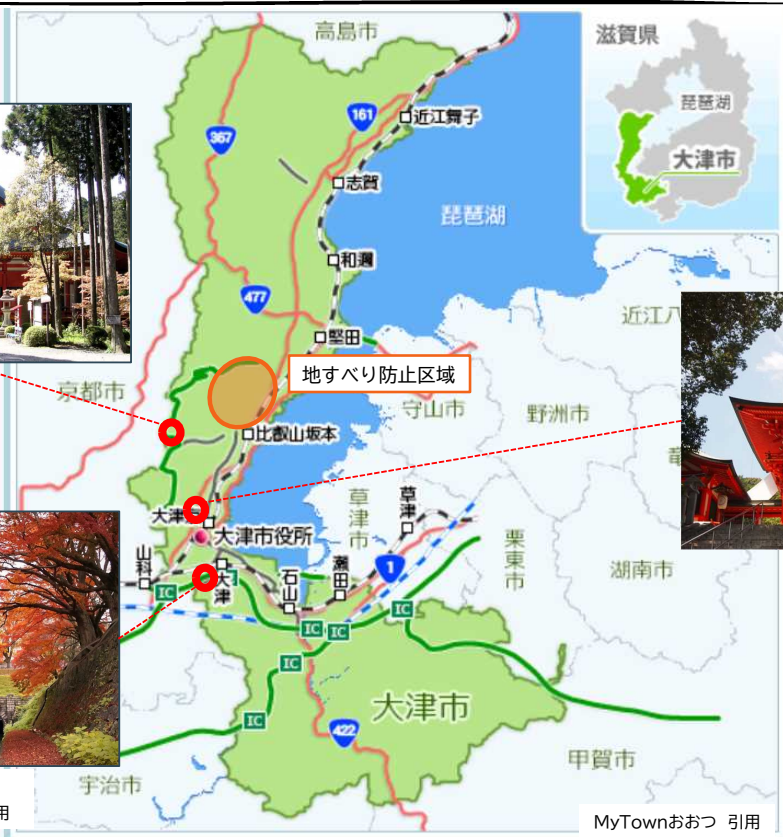 高島市
滋賀県
琵琶湖
大津市
161
367
近江舞子
志賀
琵琶湖
和邇
477
近江八
堅田
地すべり防止区域
京都市
守山市
野洲市
竜
比叡山坂本
大津
大津市役所
草津市
草津
山科
大津
石山
瀬田
1
栗東市
湖南市
IC
IC
IC
IC
IC
IC
IC
大津市
422
甲賀市
宇治市
用
MyTownおおつ 引用